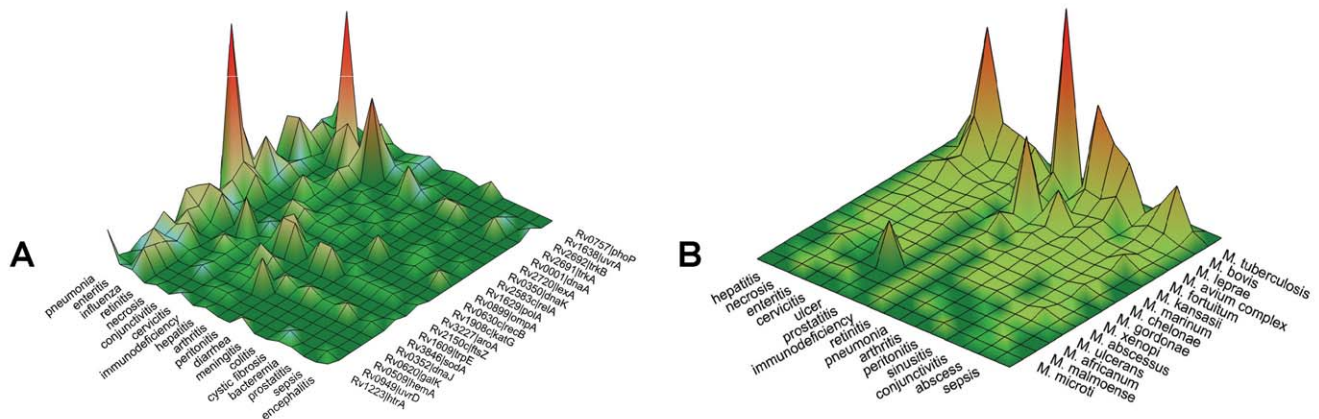 A
pneumonia
enteritis
influenza
retinitis
necrosis
conjunctivitis
cervicitis
immunodeficiency
hepatitis
arthritis
peritonitis
diarrhea
meningitis
colitis
cystic fibrosis
bacteremia
prostatitis
sepsis
encephalitis
Rv0757|phoP
Rv1638|uvrA
Rv2692|trkB
Rv2691|trkA
Rv0001|dnaA
Rv2720|lexA
Rv0350|dnaK
Rv2583c|relA
Rv1629|polA
Rv0899|ompA
Rv0630c|recB
Rv1908c|katG
Rv3227|aroA
Rv2150c|ftsZ
Rv1609|trpE
Rv3846|sodA
Rv0352|dnaJ
Rv0620|galK
Rv0509|hemA
Rv0949|uvrD
Rv1223|htrA
B
hepatitis
necrosis
enteritis
cervicitis
ulcer
prostatitis
immunodeficiency
retinitis
pneumonia
arthritis
peritonitis
sinusitis
conjunctivitis
abscess
sepsis
M. tuberculosis
M. bovis
M. leprae
M. avium complex
M. fortuitum
M. kansasii
M. marinum
M. chelonae
M. gordonae
M. xenopi
M. abscessus
M. ulcerans
M. africanum
M. malmoense
M. microti